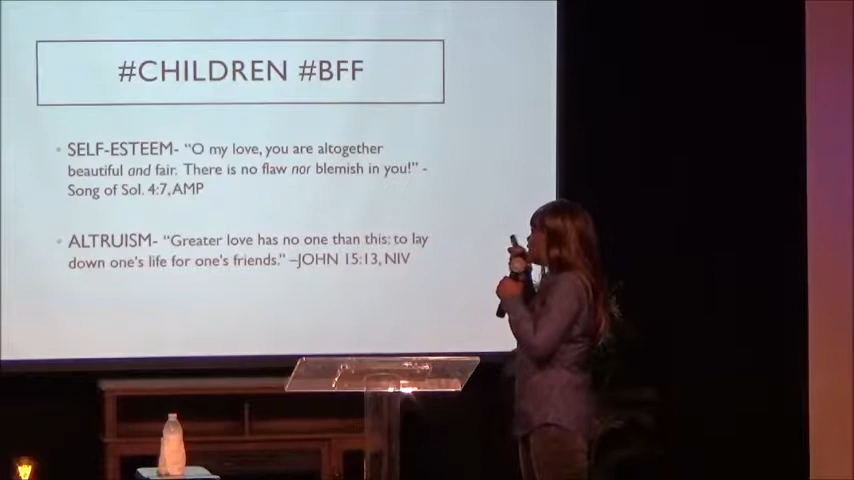 #CHILDREN #BFF
• SELF-ESTEEM- “O my love, you are altogether
beautiful and fair. There is no flaw nor blemish in you!” -
Song of Sol. 4:7, AMP
• ALTRUISM- “Greater love has no one than this: to lay
down one’s life for one’s friends.” –JOHN 15:13, NIV